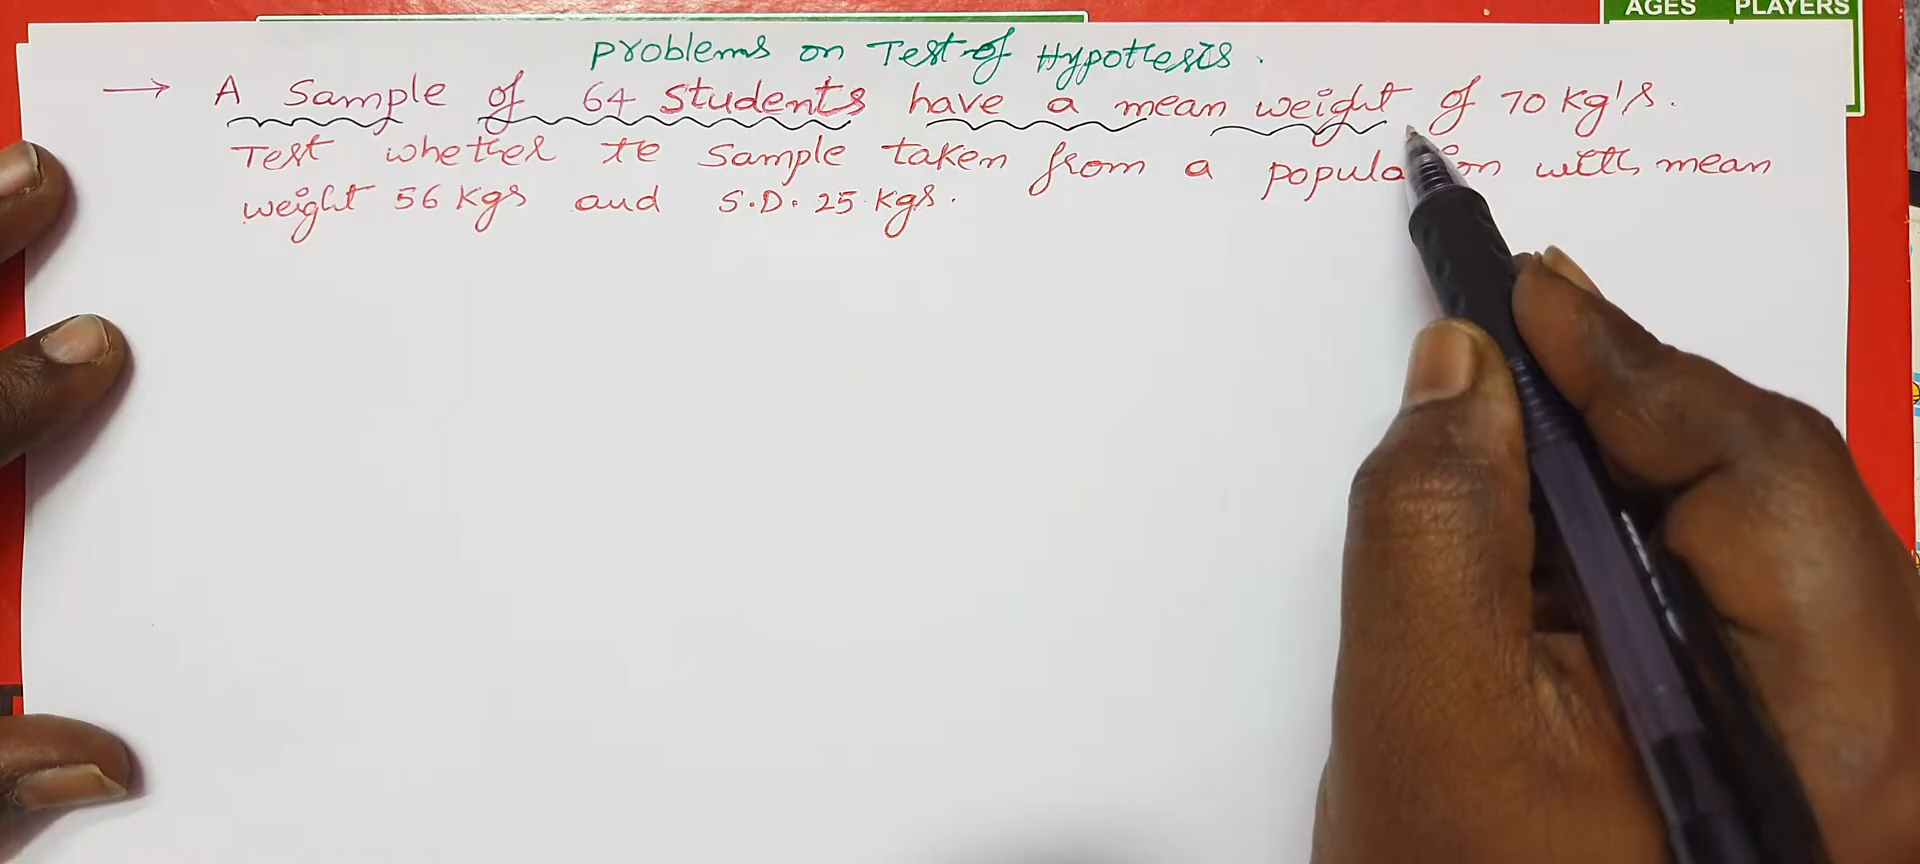 AGES PLAYERS
Problems on Test of Hypothesis.
→ A Sample of 64 Students have a mean weight of 70 Kg's.
Test whether te Sample taken from a population with mean
weight 56 Kgs and S.D. 25 Kgs.